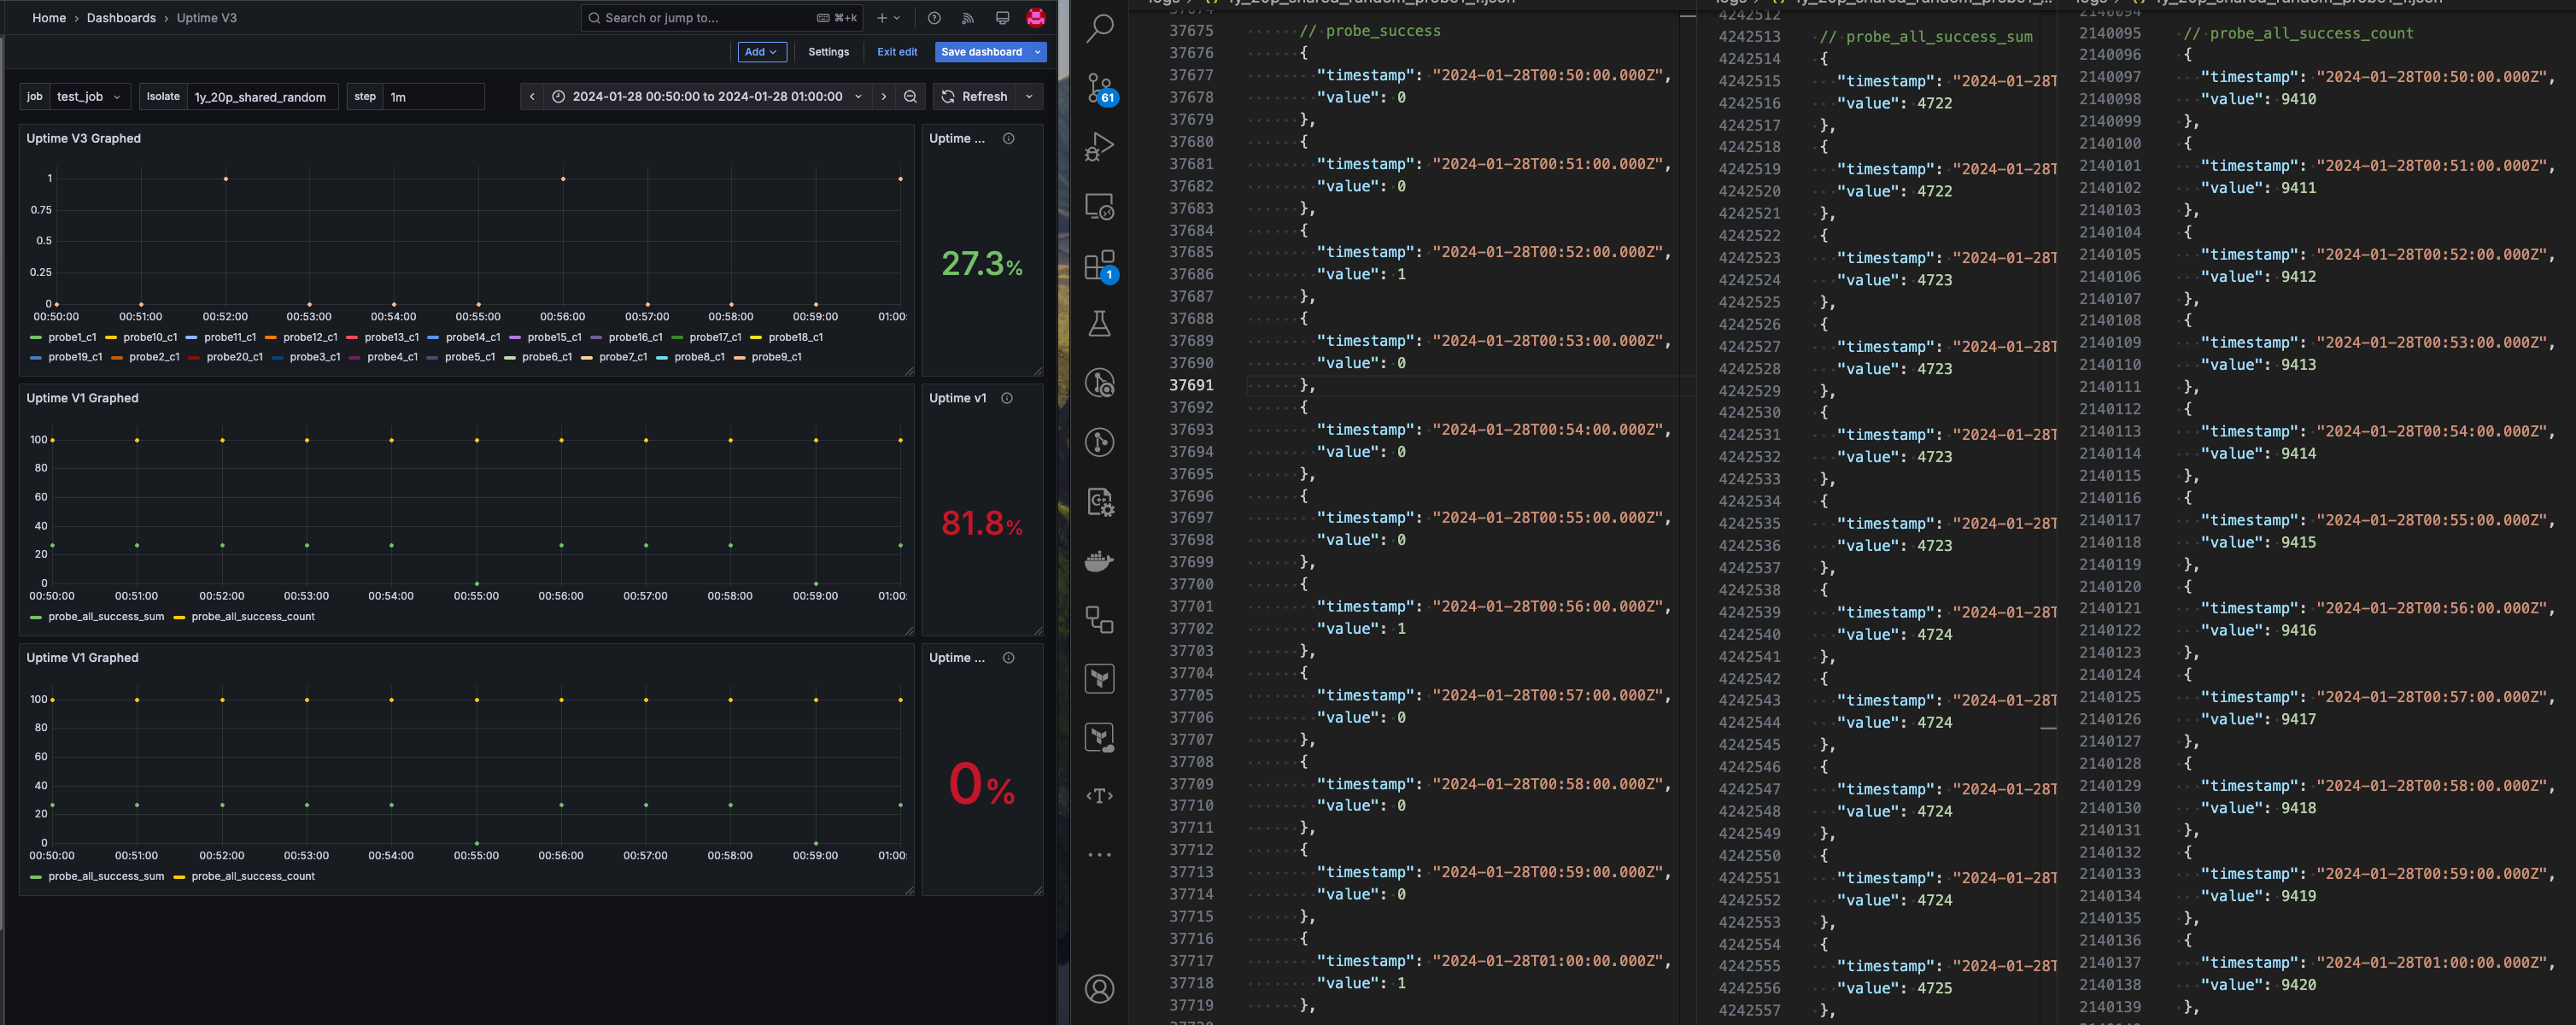 Home › Dashboards › Uptime V3
Search or jump to...
⌘+k
Add
Settings
Exit edit
Save dashboard
job
test_job
Isolate
1y_20p_shared_random
step
1m
2024-01-28 00:50:00 to 2024-01-28 01:00:00
Refresh
Uptime V3 Graphed
1
0.75
0.5
0.25
0
00:50:00 00:51:00 00:52:00 00:53:00 00:54:00 00:55:00 00:56:00 00:57:00 00:58:00 00:59:00 01:00:
probe1_c1 probe10_c1 probe11_c1 probe12_c1 probe13_c1 probe14_c1 probe15_c1 probe16_c1 probe17_c1 probe18_c1
probe19_c1 probe2_c1 probe20_c1 probe3_c1 probe4_c1 probe5_c1 probe6_c1 probe7_c1 probe8_c1 probe9_c1
Uptime ...
27.3%
Uptime V1 Graphed
100
80
60
40
20
0
00:50:00 00:51:00 00:52:00 00:53:00 00:54:00 00:55:00 00:56:00 00:57:00 00:58:00 00:59:00 01:00:
probe_all_success_sum probe_all_success_count
Uptime v1
81.8%
Uptime V1 Graphed
100
80
60
40
20
0
00:50:00 00:51:00 00:52:00 00:53:00 00:54:00 00:55:00 00:56:00 00:57:00 00:58:00 00:59:00 01:00:
probe_all_success_sum probe_all_success_count
Uptime ...
0%
61
1
37675 // probe_success
37676 {
37677 "timestamp": "2024-01-28T00:50:00.000Z",
37678 "value": 0
37679 },
37680 {
37681 "timestamp": "2024-01-28T00:51:00.000Z",
37682 "value": 0
37683 },
37684 {
37685 "timestamp": "2024-01-28T00:52:00.000Z",
37686 "value": 1
37687 },
37688 {
37689 "timestamp": "2024-01-28T00:53:00.000Z",
37690 "value": 0
37691 },
37692 {
37693 "timestamp": "2024-01-28T00:54:00.000Z",
37694 "value": 0
37695 },
37696 {
37697 "timestamp": "2024-01-28T00:55:00.000Z",
37698 "value": 0
37699 },
37700 {
37701 "timestamp": "2024-01-28T00:56:00.000Z",
37702 "value": 1
37703 },
37704 {
37705 "timestamp": "2024-01-28T00:57:00.000Z",
37706 "value": 0
37707 },
37708 {
37709 "timestamp": "2024-01-28T00:58:00.000Z",
37710 "value": 0
37711 },
37712 {
37713 "timestamp": "2024-01-28T00:59:00.000Z",
37714 "value": 0
37715 },
37716 {
37717 "timestamp": "2024-01-28T01:00:00.000Z",
37718 "value": 1
37719 },
4242512
4242513 // probe_all_success_sum
4242514 {
4242515 "timestamp": "2024-01-28T
4242516 "value": 4722
4242517 },
4242518 {
4242519 "timestamp": "2024-01-28T
4242520 "value": 4722
4242521 },
4242522 {
4242523 "timestamp": "2024-01-28T
4242524 "value": 4723
4242525 },
4242526 {
4242527 "timestamp": "2024-01-28T
4242528 "value": 4723
4242529 },
4242530 {
4242531 "timestamp": "2024-01-28T
4242532 "value": 4723
4242533 },
4242534 {
4242535 "timestamp": "2024-01-28T
4242536 "value": 4723
4242537 },
4242538 {
4242539 "timestamp": "2024-01-28T
4242540 "value": 4724
4242541 },
4242542 {
4242543 "timestamp": "2024-01-28T
4242544 "value": 4724
4242545 },
4242546 {
4242547 "timestamp": "2024-01-28T
4242548 "value": 4724
4242549 },
4242550 {
4242551 "timestamp": "2024-01-28T
4242552 "value": 4724
4242553 },
4242554 {
4242555 "timestamp": "2024-01-28T
4242556 "value": 4725
4242557 },
2140094
2140095 // probe_all_success_count
2140096 {
2140097 "timestamp": "2024-01-28T00:50:00.000Z",
2140098 "value": 9410
2140099 },
2140100 {
2140101 "timestamp": "2024-01-28T00:51:00.000Z",
2140102 "value": 9411
2140103 },
2140104 {
2140105 "timestamp": "2024-01-28T00:52:00.000Z",
2140106 "value": 9412
2140107 },
2140108 {
2140109 "timestamp": "2024-01-28T00:53:00.000Z",
2140110 "value": 9413
2140111 },
2140112 {
2140113 "timestamp": "2024-01-28T00:54:00.000Z",
2140114 "value": 9414
2140115 },
2140116 {
2140117 "timestamp": "2024-01-28T00:55:00.000Z",
2140118 "value": 9415
2140119 },
2140120 {
2140121 "timestamp": "2024-01-28T00:56:00.000Z",
2140122 "value": 9416
2140123 },
2140124 {
2140125 "timestamp": "2024-01-28T00:57:00.000Z",
2140126 "value": 9417
2140127 },
2140128 {
2140129 "timestamp": "2024-01-28T00:58:00.000Z",
2140130 "value": 9418
2140131 },
2140132 {
2140133 "timestamp": "2024-01-28T00:59:00.000Z",
2140134 "value": 9419
2140135 },
2140136 {
2140137 "timestamp": "2024-01-28T01:00:00.000Z",
2140138 "value": 9420
2140139 },